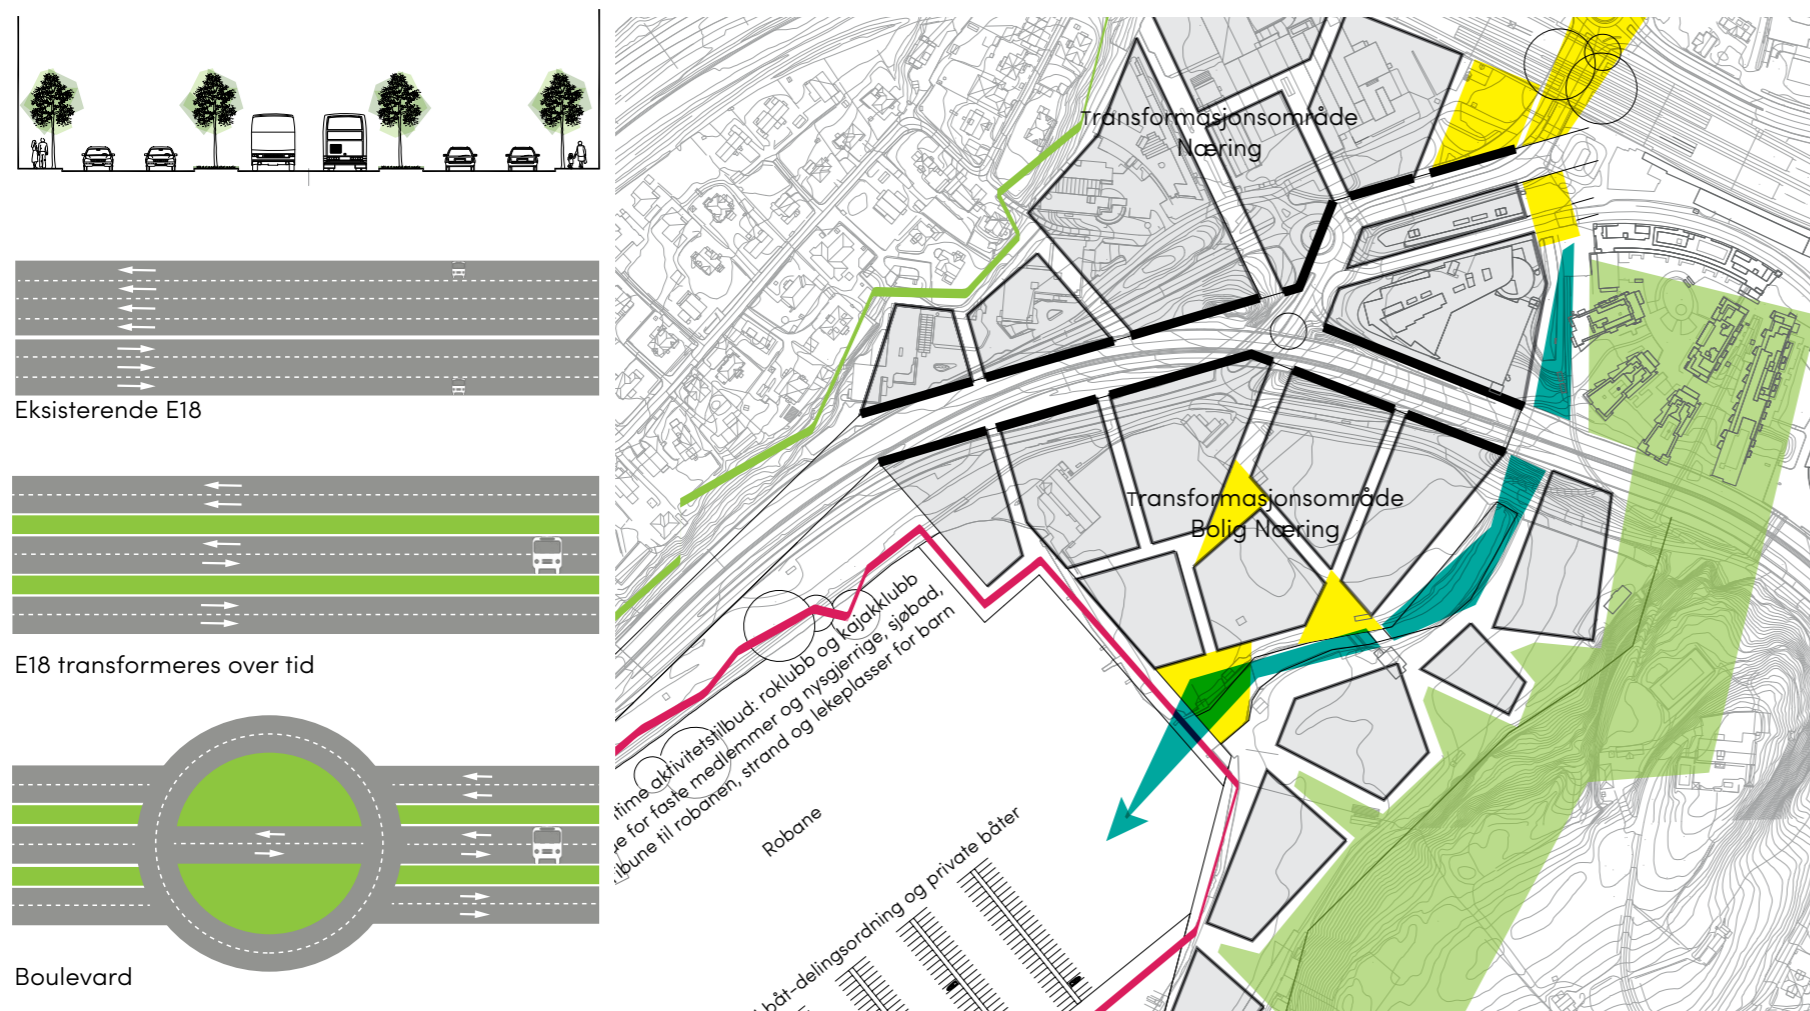 Eksisterende E18
E18 transformeres over tid
Boulevard
Transformasjonsområde
Næring
Transformasjonsområde
Bolig Næring
aktivitetstilbud: roklubb og kajakklubb
for faste medlemmer og nysgjerrige, sjøbad,
til robanen, strand og lekeplasser for barn
Robane
båt-delingsordning og private båter